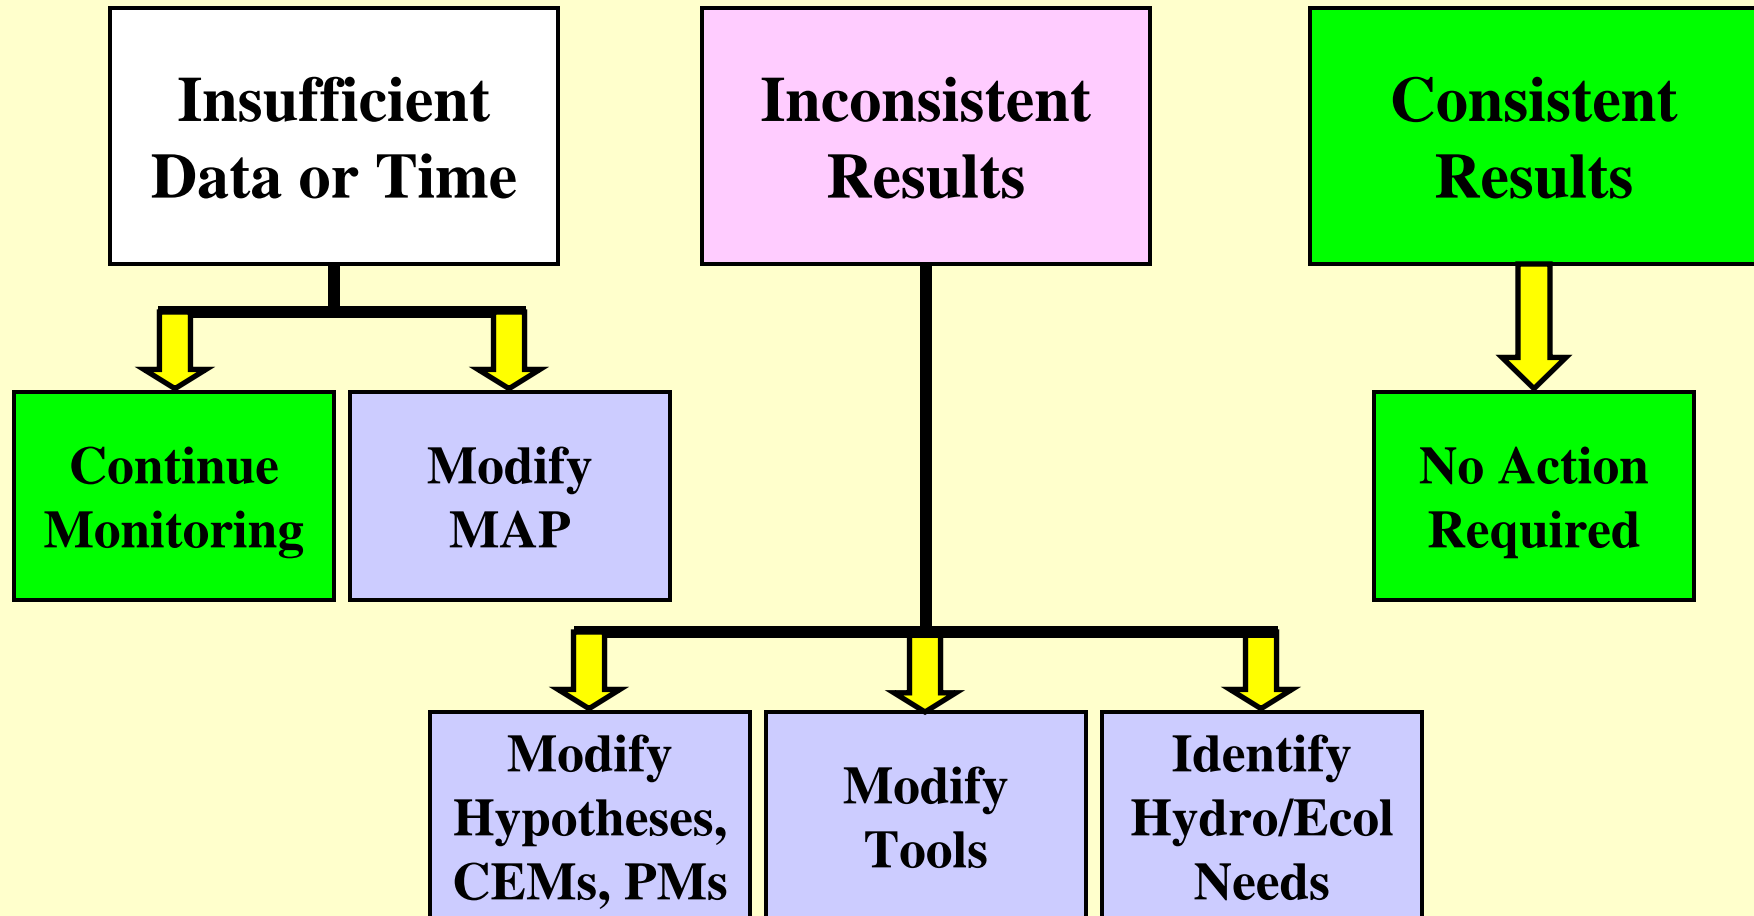 Insufficient
Data or Time
Inconsistent
Results
Consistent
Results
Continue
Monitoring
Modify
MAP
No Action
Required
Modify
Hypotheses,
CEMs, PMs
Modify
Tools
Identify
Hydro/Ecol
Needs